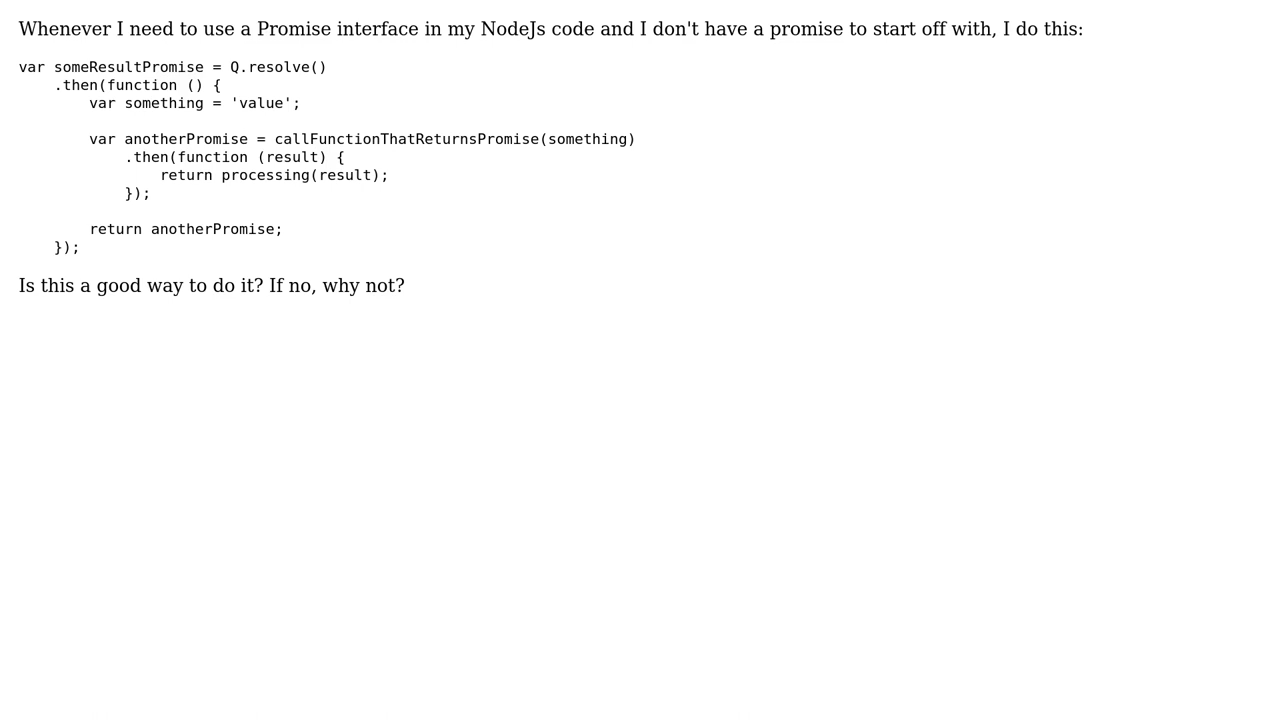 Whenever I need to use a Promise interface in my NodeJs code and I don't have a promise to start off with, I do this:
var someResultPromise = Q.resolve()
    .then(function () {
        var something = 'value';

        var anotherPromise = callFunctionThatReturnsPromise(something)
            .then(function (result) {
                return processing(result);
            });

        return anotherPromise;
    });
Is this a good way to do it? If no, why not?